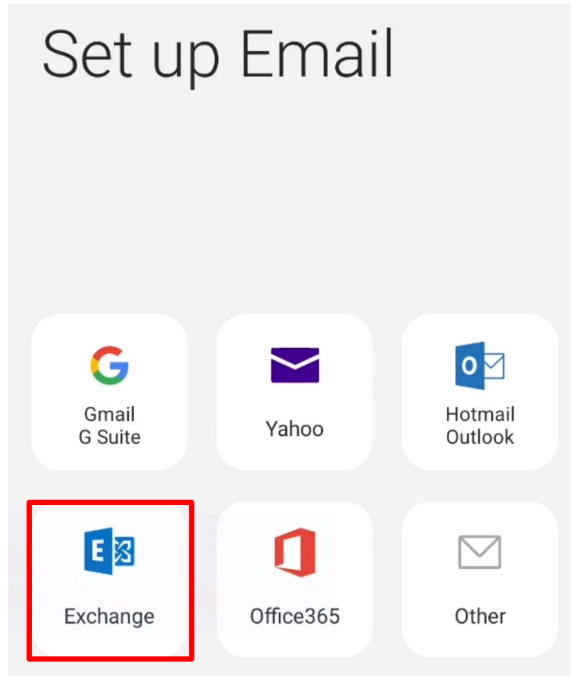 Set up Email
Gmail
G Suite
Yahoo
Hotmail
Outlook
Exchange
Office365
Other